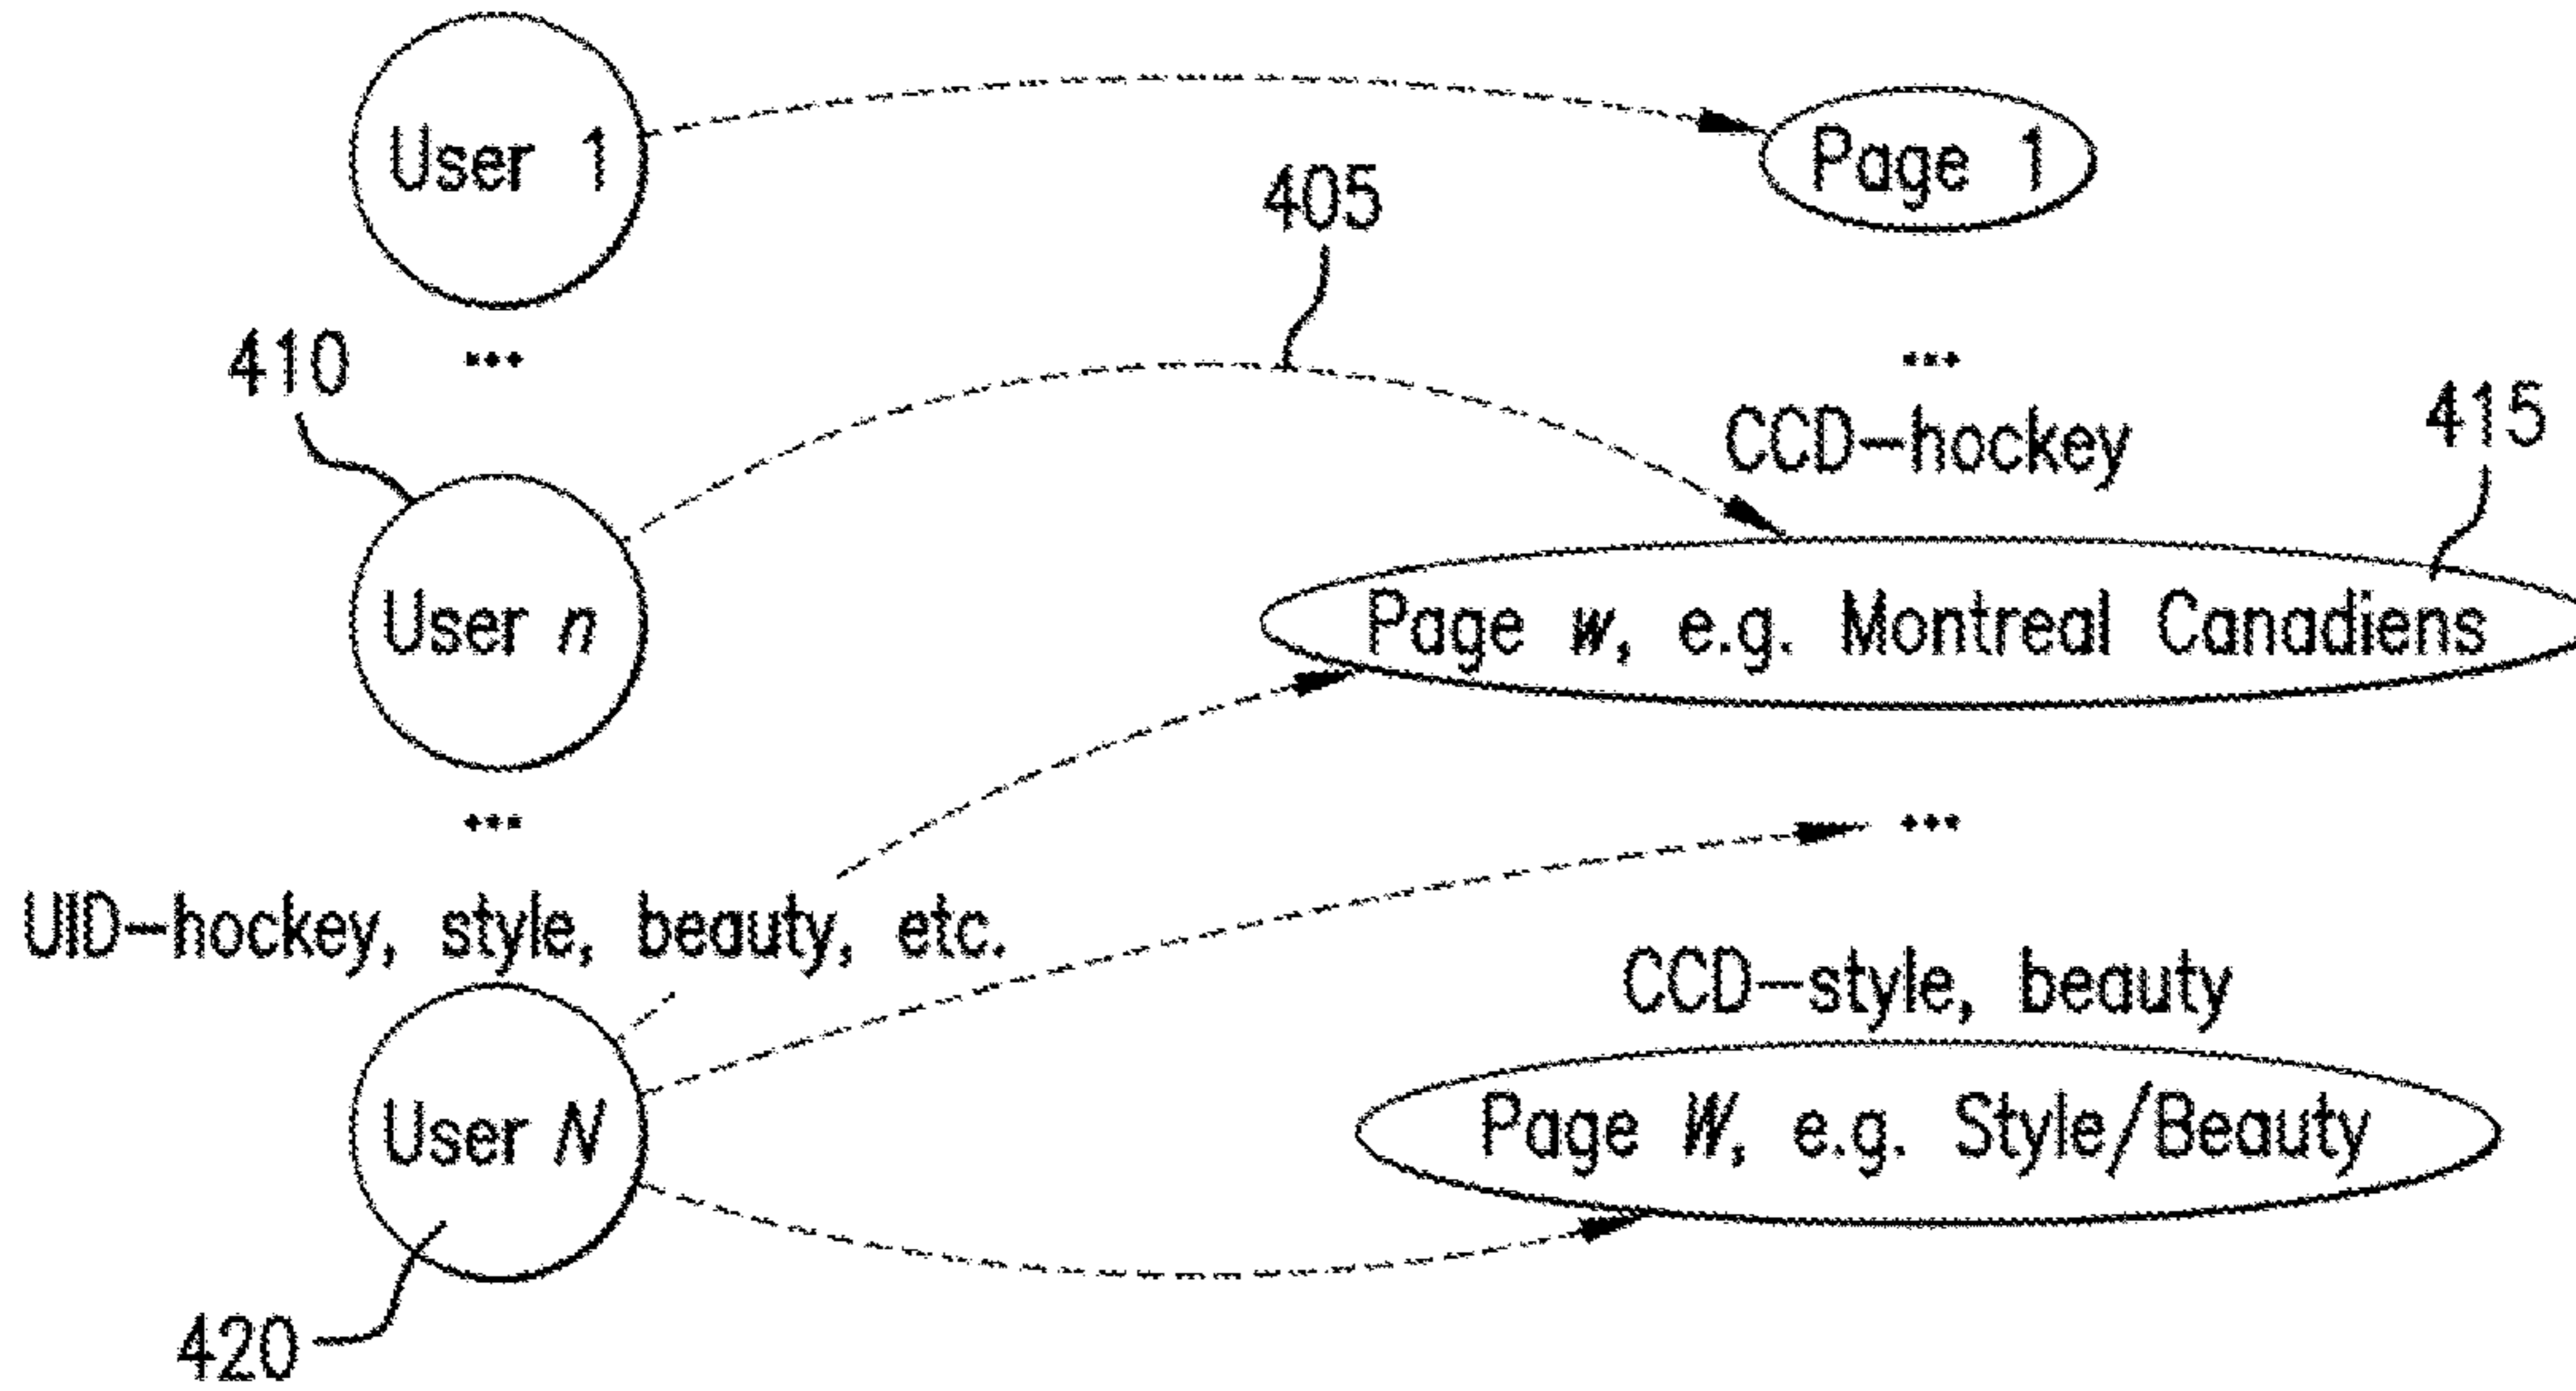 User 1
Page 1
405
410
...
...
CCD-hockey
415
User n
Page w, e.g. Montreal Canadiens
...
...
UID-hockey, style, beauty, etc.
CCD-style, beauty
User N
Page W, e.g. Style/Beauty
420